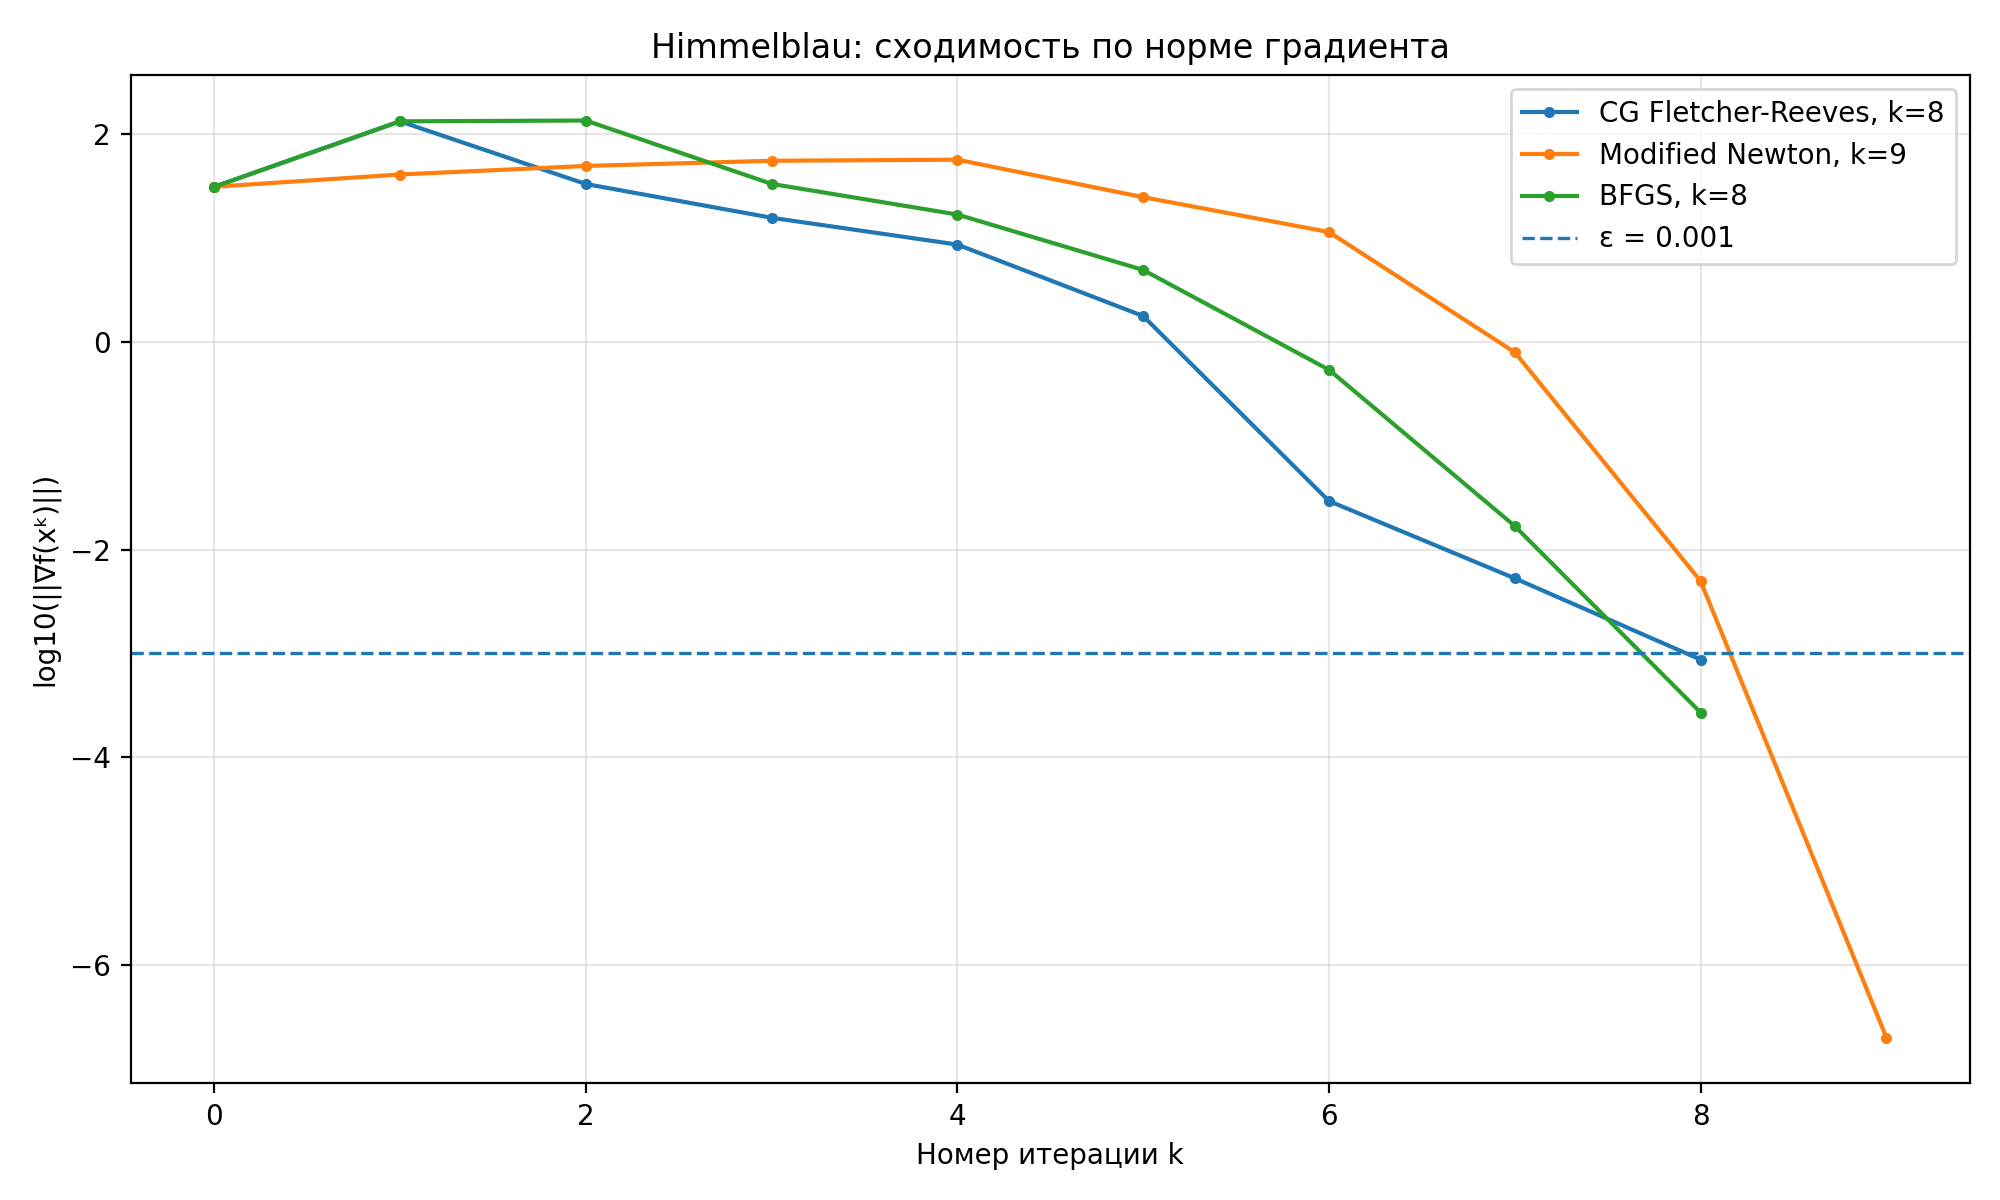 Himmelblau: сходимость по норме градиента
CG Fletcher-Reeves, k=8
Modified Newton, k=9
BFGS, k=8
ε = 0.001
log10(||∇f(xᵏ)||)
2
0
−2
−4
−6
0 2 4 6 8
Номер итерации k